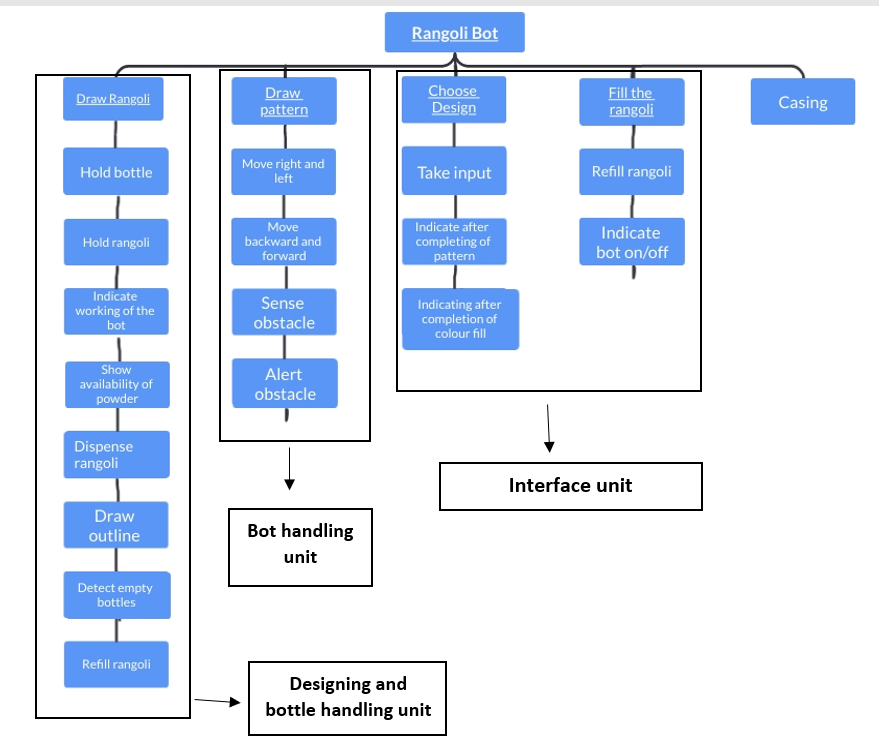 Rangoli Bot
Draw Rangoli
Hold bottle
Hold rangoli
Indicate
working of the
bot
Show
availability of
powder
Dispense
rangoli
Draw
outline
Detect empty
bottles
Refill rangoli
Designing and
bottle handling unit
Draw
pattern
Move right and
left
Move
backward and
forward
Sense
obstacle
Alert
obstacle
Bot handling
unit
Choose
Design
Take input
Indicate after
completing of
pattern
Indicating after
completion of
colour fill
Fill the
rangoli
Refill rangoli
Indicate
bot on/off
Interface unit
Casing